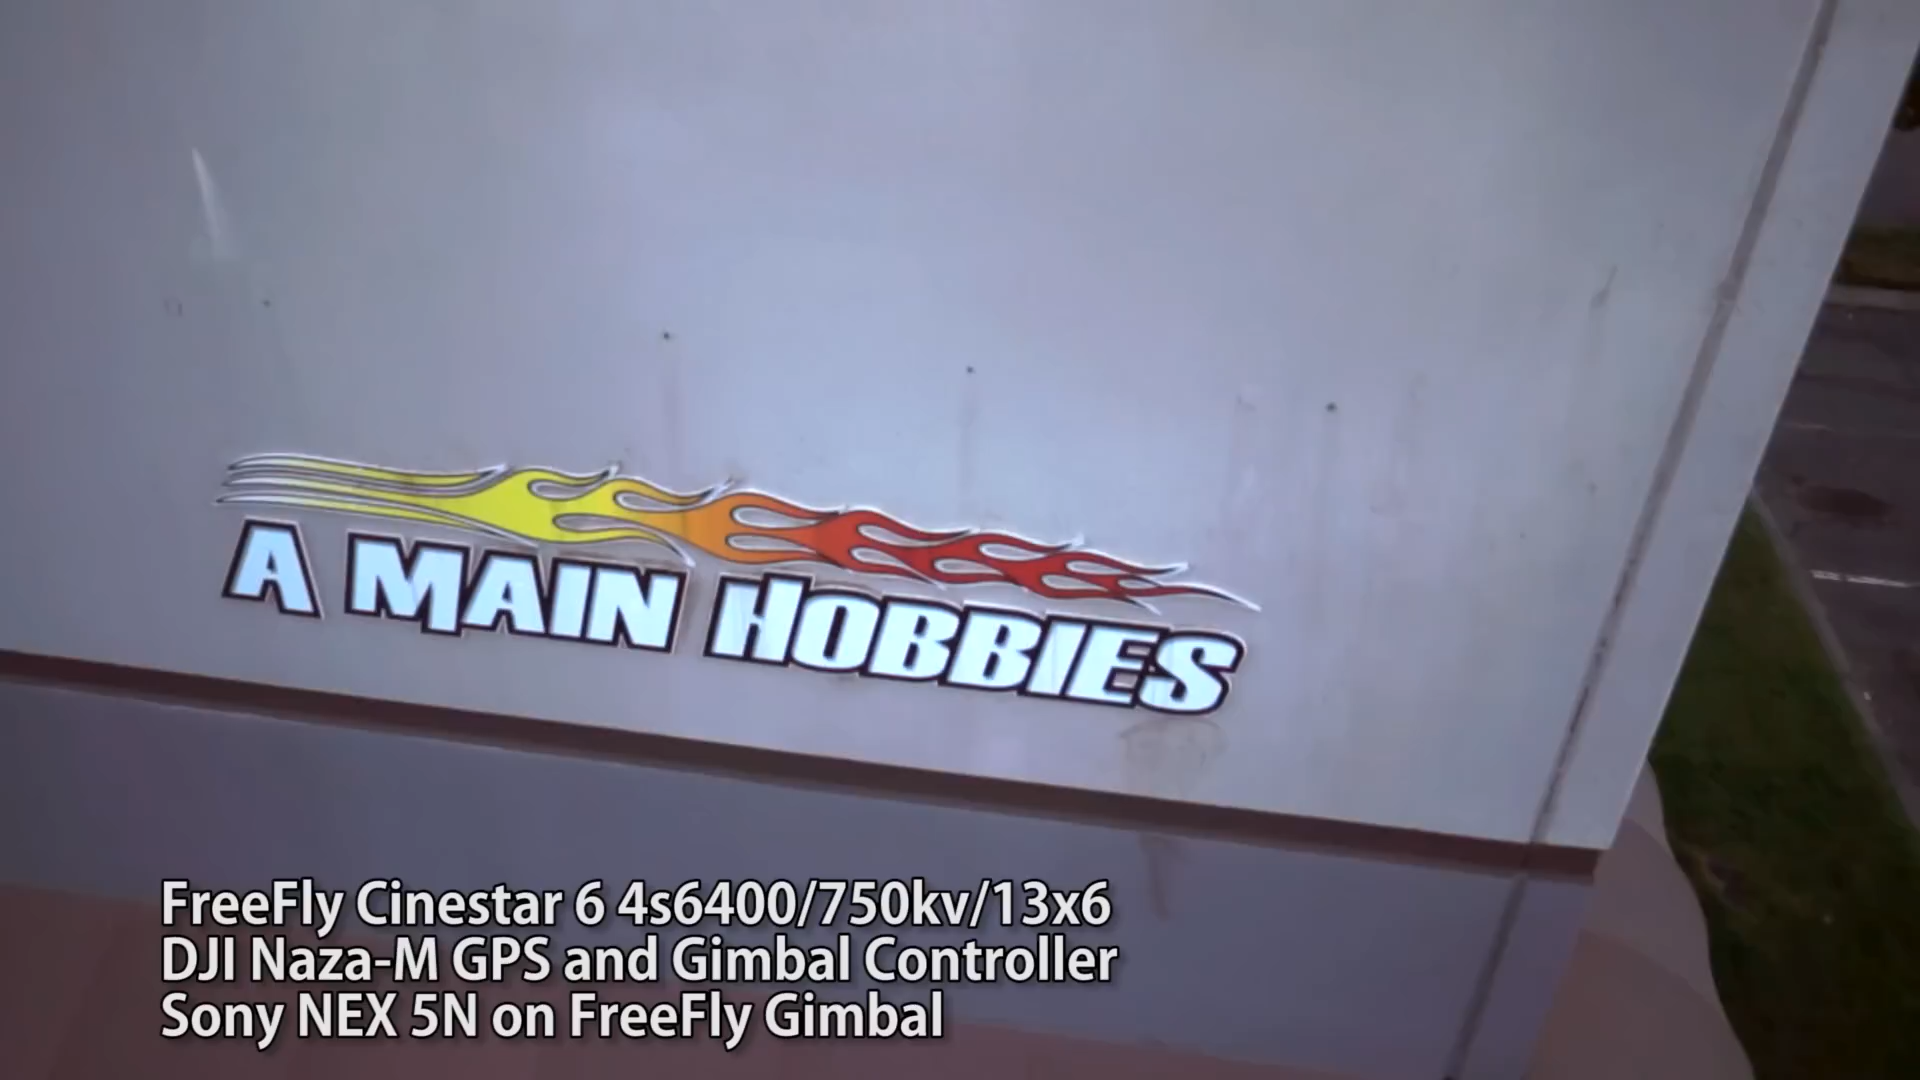 A MAIN HOBBIES
FreeFly Cinestar 6 4s6400/750kv/13x6
DJI Naza-M GPS and Gimbal Controller
Sony NEX 5N on FreeFly Gimbal